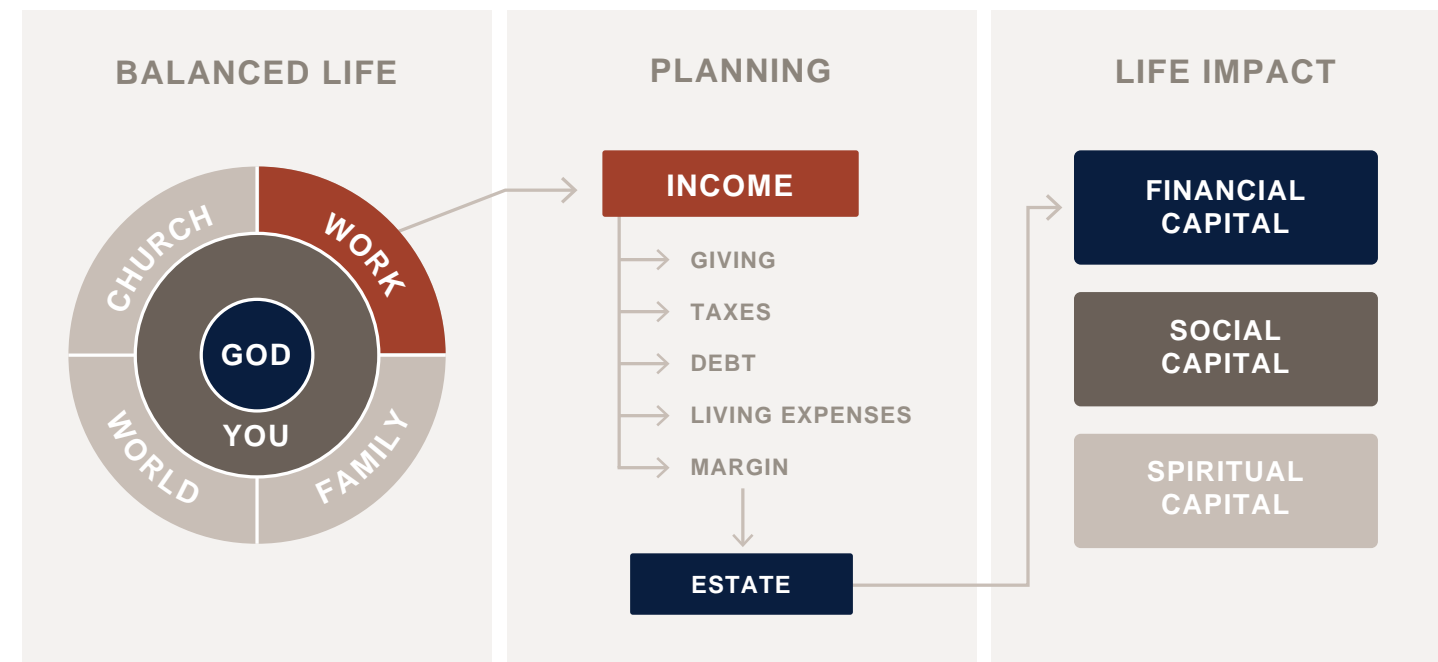 BALANCED LIFE
CHURCH
WORK
GOD
YOU
WORLD
FAMILY
PLANNING
INCOME
GIVING
TAXES
DEBT
LIVING EXPENSES
MARGIN
ESTATE
LIFE IMPACT
FINANCIAL
CAPITAL
SOCIAL
CAPITAL
SPIRITUAL
CAPITAL